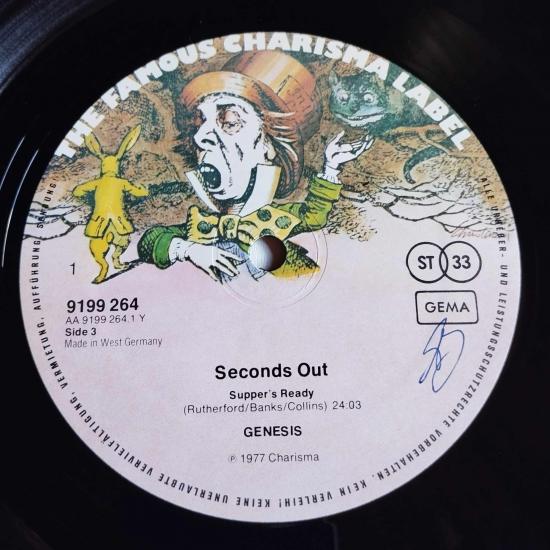 THE FAMOUS CHARISMA LABEL
1
9199 264
AA 9199 264.1 Y
Side 3
Made in West Germany
ST 33
GEMA
Seconds Out
Supper's Ready
(Rutherford/Banks/Collins) 24:03
GENESIS
℗ 1977 Charisma
ALLE URHEBER- UND LEISTUNGSSCHUTZRECHTE VORBEHALTEN. KEIN VERLEIH! KEINE UNERLAUBTE VERVIELFÄLTIGUNG, VERMIETUNG, AUFFÜHRUNG, SENDUNG!